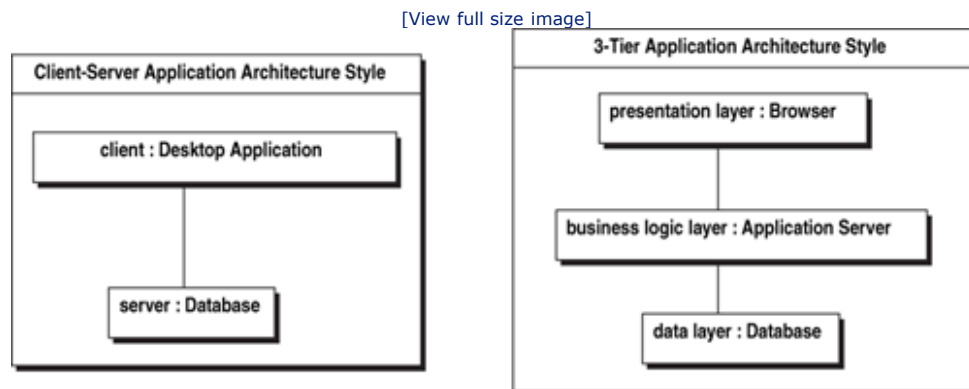 [View full size image]
Client-Server Application Architecture Style
client : Desktop Application
server : Database
3-Tier Application Architecture Style
presentation layer : Browser
business logic layer : Application Server
data layer : Database